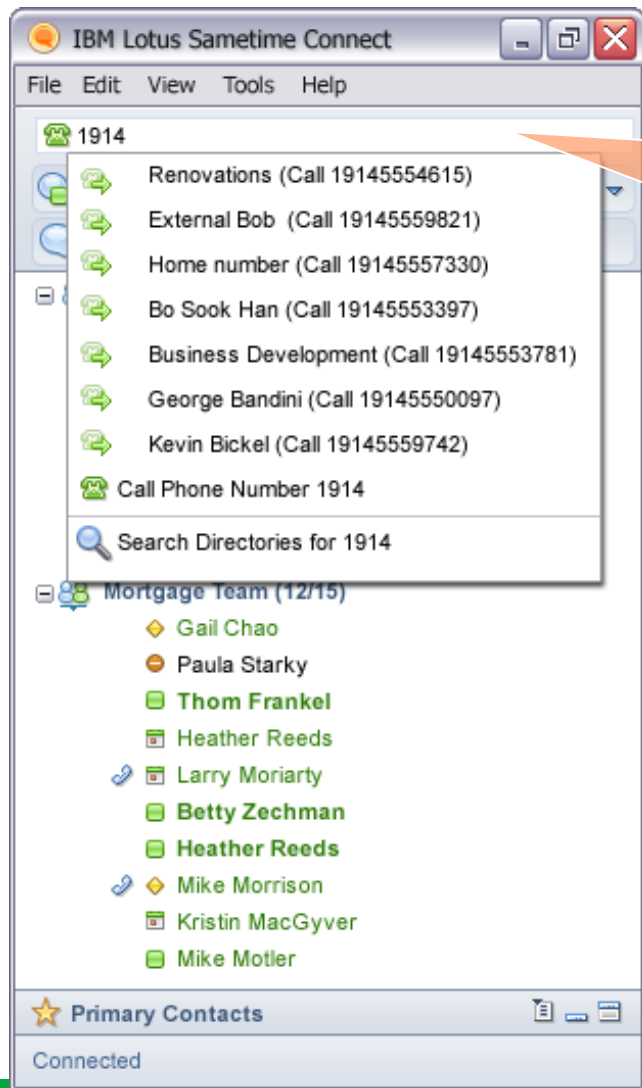 IBM Lotus Sametime Connect
File Edit View Tools Help
1914
Renovations (Call 19145554615)
External Bob (Call 19145559821)
Home number (Call 19145557330)
Bo Sook Han (Call 19145553397)
Business Development (Call 19145553781)
George Bandini (Call 19145550097)
Kevin Bickel (Call 19145559742)
Call Phone Number 1914
Search Directories for 1914
Mortgage Team (12/15)
Gail Chao
Paula Starky
Thom Frankel
Heather Reeds
Larry Moriarty
Betty Zechman
Heather Reeds
Mike Morrison
Kristin MacGyver
Mike Motler
Primary Contacts
Connected